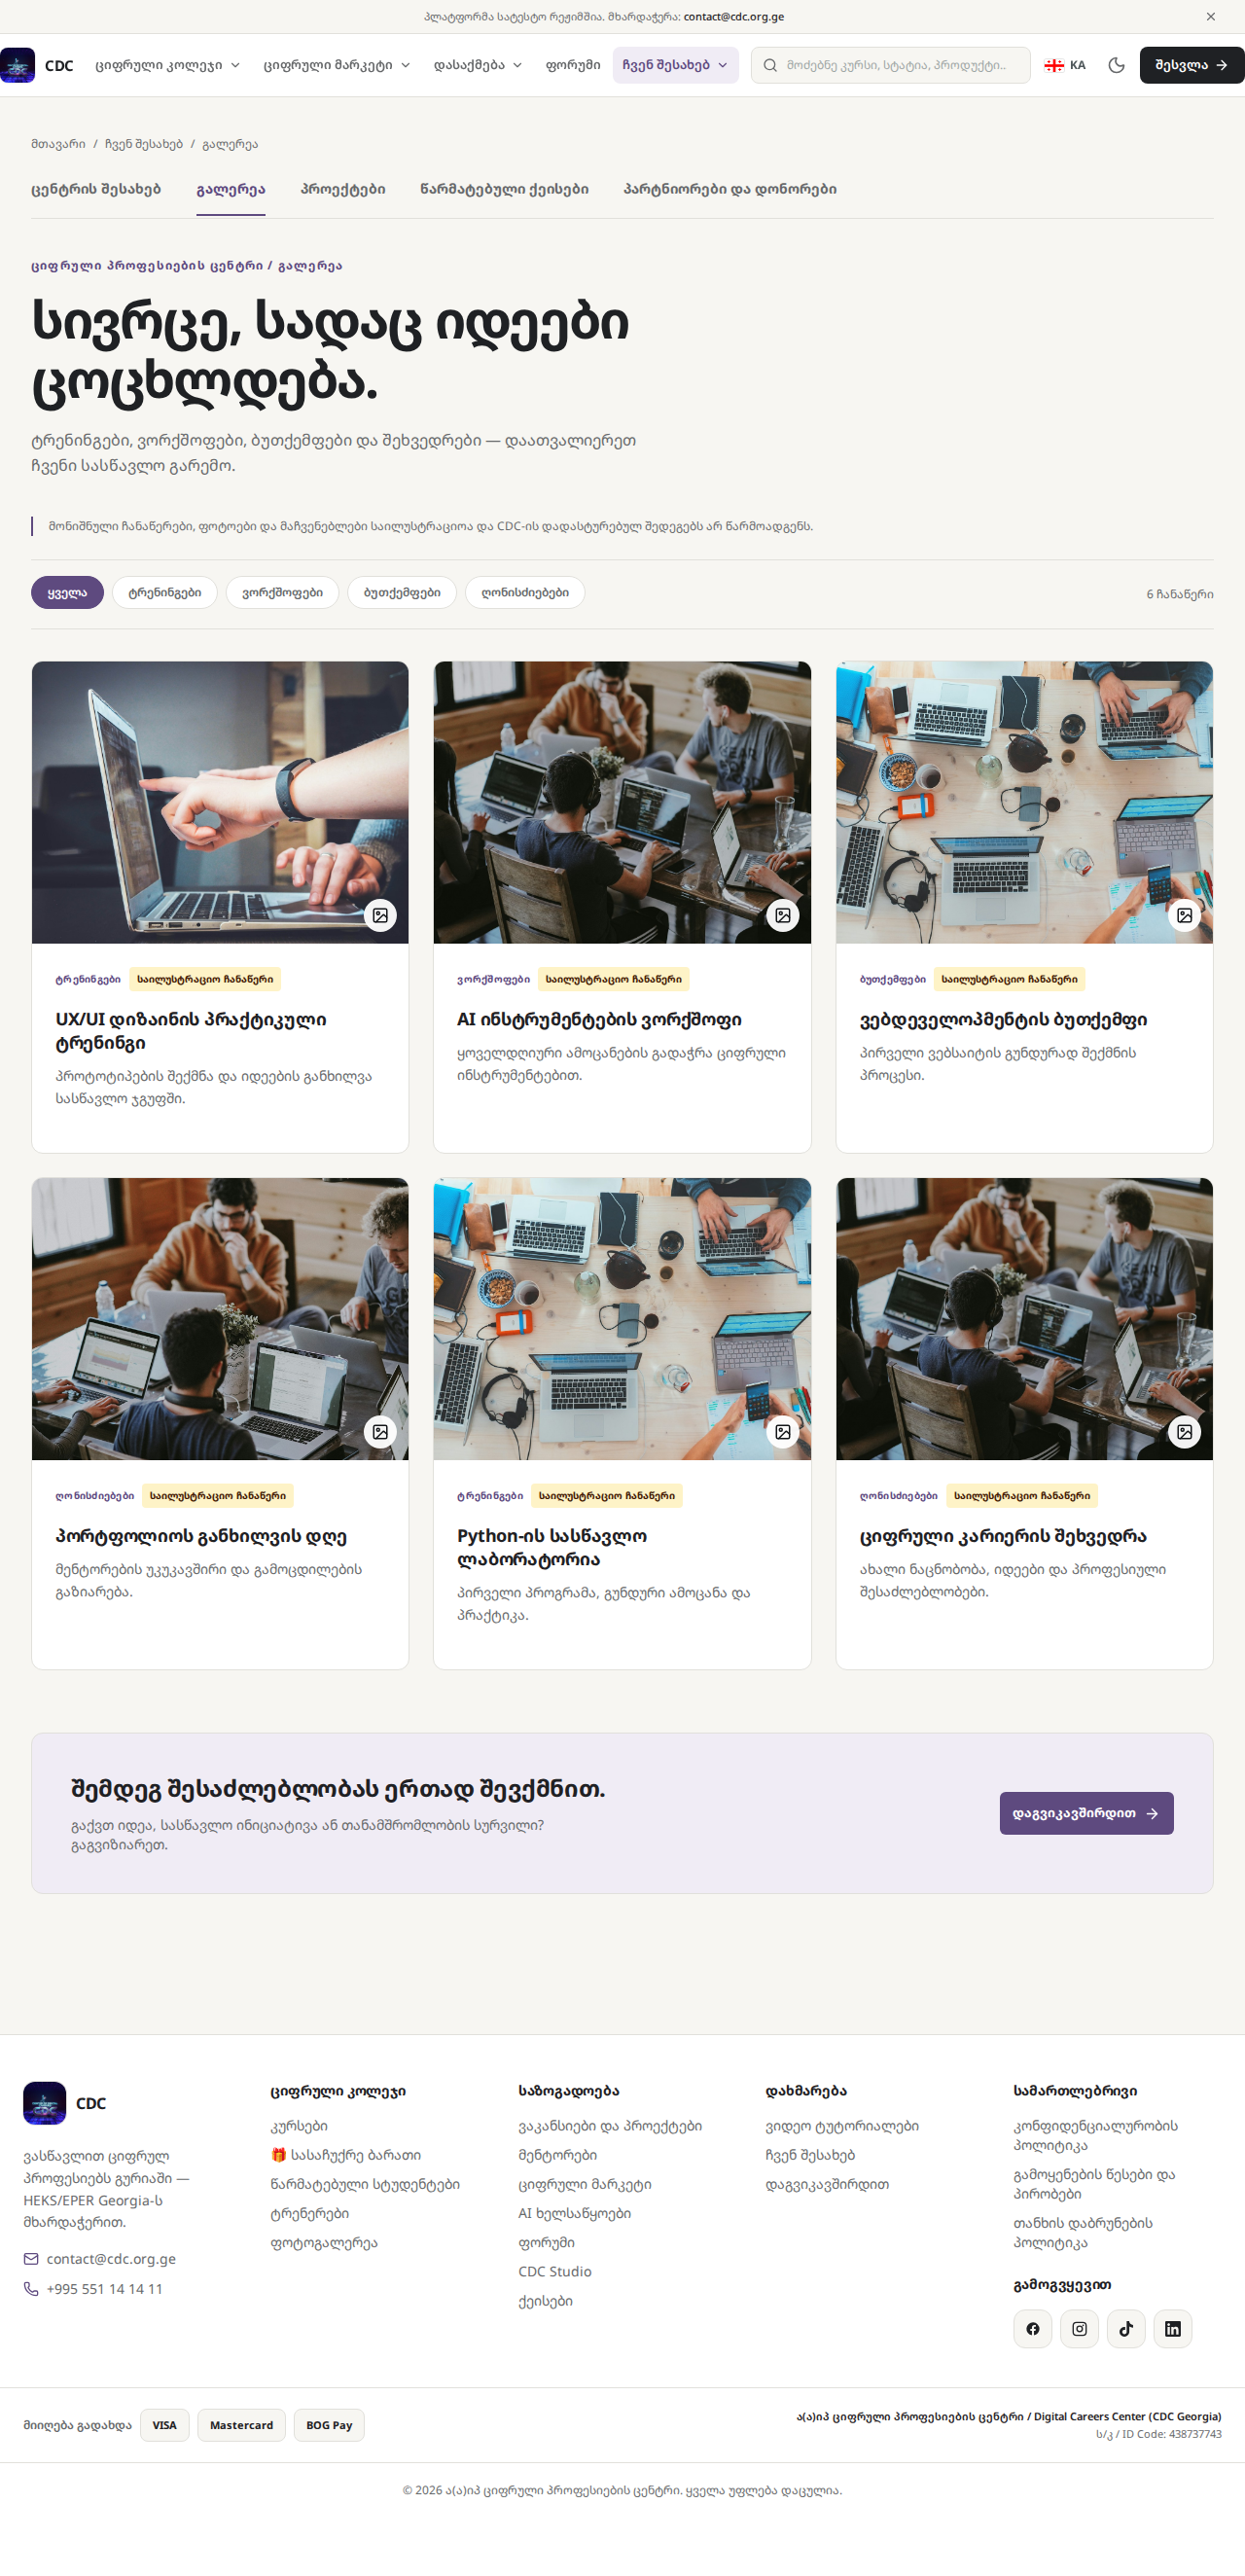 პლატფორმა სატესტო რეჟიმშია. მხარდაჭერა: contact@cdc.org.ge
CDC
ციფრული კოლეჯი
ციფრული მარკეტი
დასაქმება
ფორუმი
ჩვენ შესახებ
მოძებნე კურსი, სტატია, პროდუქტი..
KA
შესვლა
მთავარი / ჩვენ შესახებ / გალერეა
ცენტრის შესახებ
გალერეა
პროექტები
წარმატებული ქეისები
პარტნიორები და დონორები
ციფრული პროფესიების ცენტრი / გალერეა
სივრცე, სადაც იდეები
ცოცხლდება.
ტრენინგები, ვორქშოფები, ბუთქემფები და შეხვედრები — დაათვალიერეთ
ჩვენი სასწავლო გარემო.
მონიშნული ჩანაწერები, ფოტოები და მაჩვენებლები საილუსტრაციოა და CDC-ის დადასტურებულ შედეგებს არ წარმოადგენს.
ყველა
ტრენინგები
ვორქშოფები
ბუთქემფები
ღონისძიებები
6 ჩანაწერი
ტრენინგები
საილუსტრაციო ჩანაწერი
UX/UI დიზაინის პრაქტიკული
ტრენინგი
პროტოტიპების შექმნა და იდეების განხილვა
სასწავლო ჯგუფში.
ვორქშოფები
საილუსტრაციო ჩანაწერი
AI ინსტრუმენტების ვორქშოფი
ყოველდღიური ამოცანების გადაჭრა ციფრული
ინსტრუმენტებით.
ბუთქემფები
საილუსტრაციო ჩანაწერი
ვებდეველოპმენტის ბუთქემფი
პირველი ვებსაიტის გუნდურად შექმნის
პროცესი.
ღონისძიებები
საილუსტრაციო ჩანაწერი
პორტფოლიოს განხილვის დღე
მენტორების უკუკავშირი და გამოცდილების
გაზიარება.
ტრენინგები
საილუსტრაციო ჩანაწერი
Python-ის სასწავლო
ლაბორატორია
პირველი პროგრამა, გუნდური ამოცანა და
პრაქტიკა.
ღონისძიებები
საილუსტრაციო ჩანაწერი
ციფრული კარიერის შეხვედრა
ახალი ნაცნობობა, იდეები და პროფესიული
შესაძლებლობები.
შემდეგ შესაძლებლობას ერთად შევქმნით.
გაქვთ იდეა, სასწავლო ინიციატივა ან თანამშრომლობის სურვილი?
გაგვიზიარეთ.
დაგვიკავშირდით
CDC
ვასწავლით ციფრულ
პროფესიებს გურიაში —
HEKS/EPER Georgia-ს
მხარდაჭერით.
contact@cdc.org.ge
+995 551 14 14 11
ციფრული კოლეჯი
კურსები
🎁 სასაჩუქრე ბარათი
წარმატებული სტუდენტები
ტრენერები
ფოტოგალერეა
საზოგადოება
ვაკანსიები და პროექტები
მენტორები
ციფრული მარკეტი
AI ხელსაწყოები
ფორუმი
CDC Studio
ქეისები
დახმარება
ვიდეო ტუტორიალები
ჩვენ შესახებ
დაგვიკავშირდით
სამართლებრივი
კონფიდენციალურობის
პოლიტიკა
გამოყენების წესები და
პირობები
თანხის დაბრუნების
პოლიტიკა
გამოგვყევით
მიიღება გადახდა
VISA
Mastercard
BOG Pay
ა(ა)იპ ციფრული პროფესიების ცენტრი / Digital Careers Center (CDC Georgia)
ს/კ / ID Code: 438737743
© 2026 ა(ა)იპ ციფრული პროფესიების ცენტრი. ყველა უფლება დაცულია.